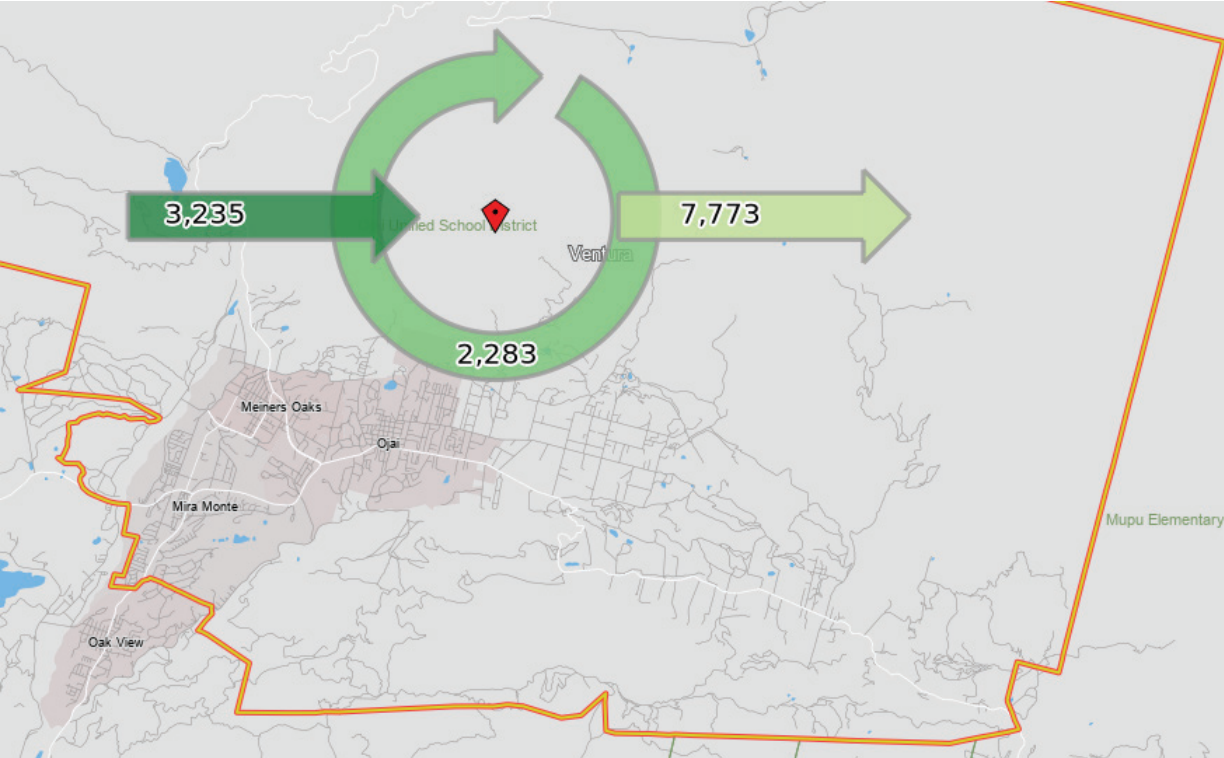 3,235
7,773
Unified School District
Ventura
2,283
Meiners Oaks
Ojai
Mira Monte
Mupu Elementary
Oak View